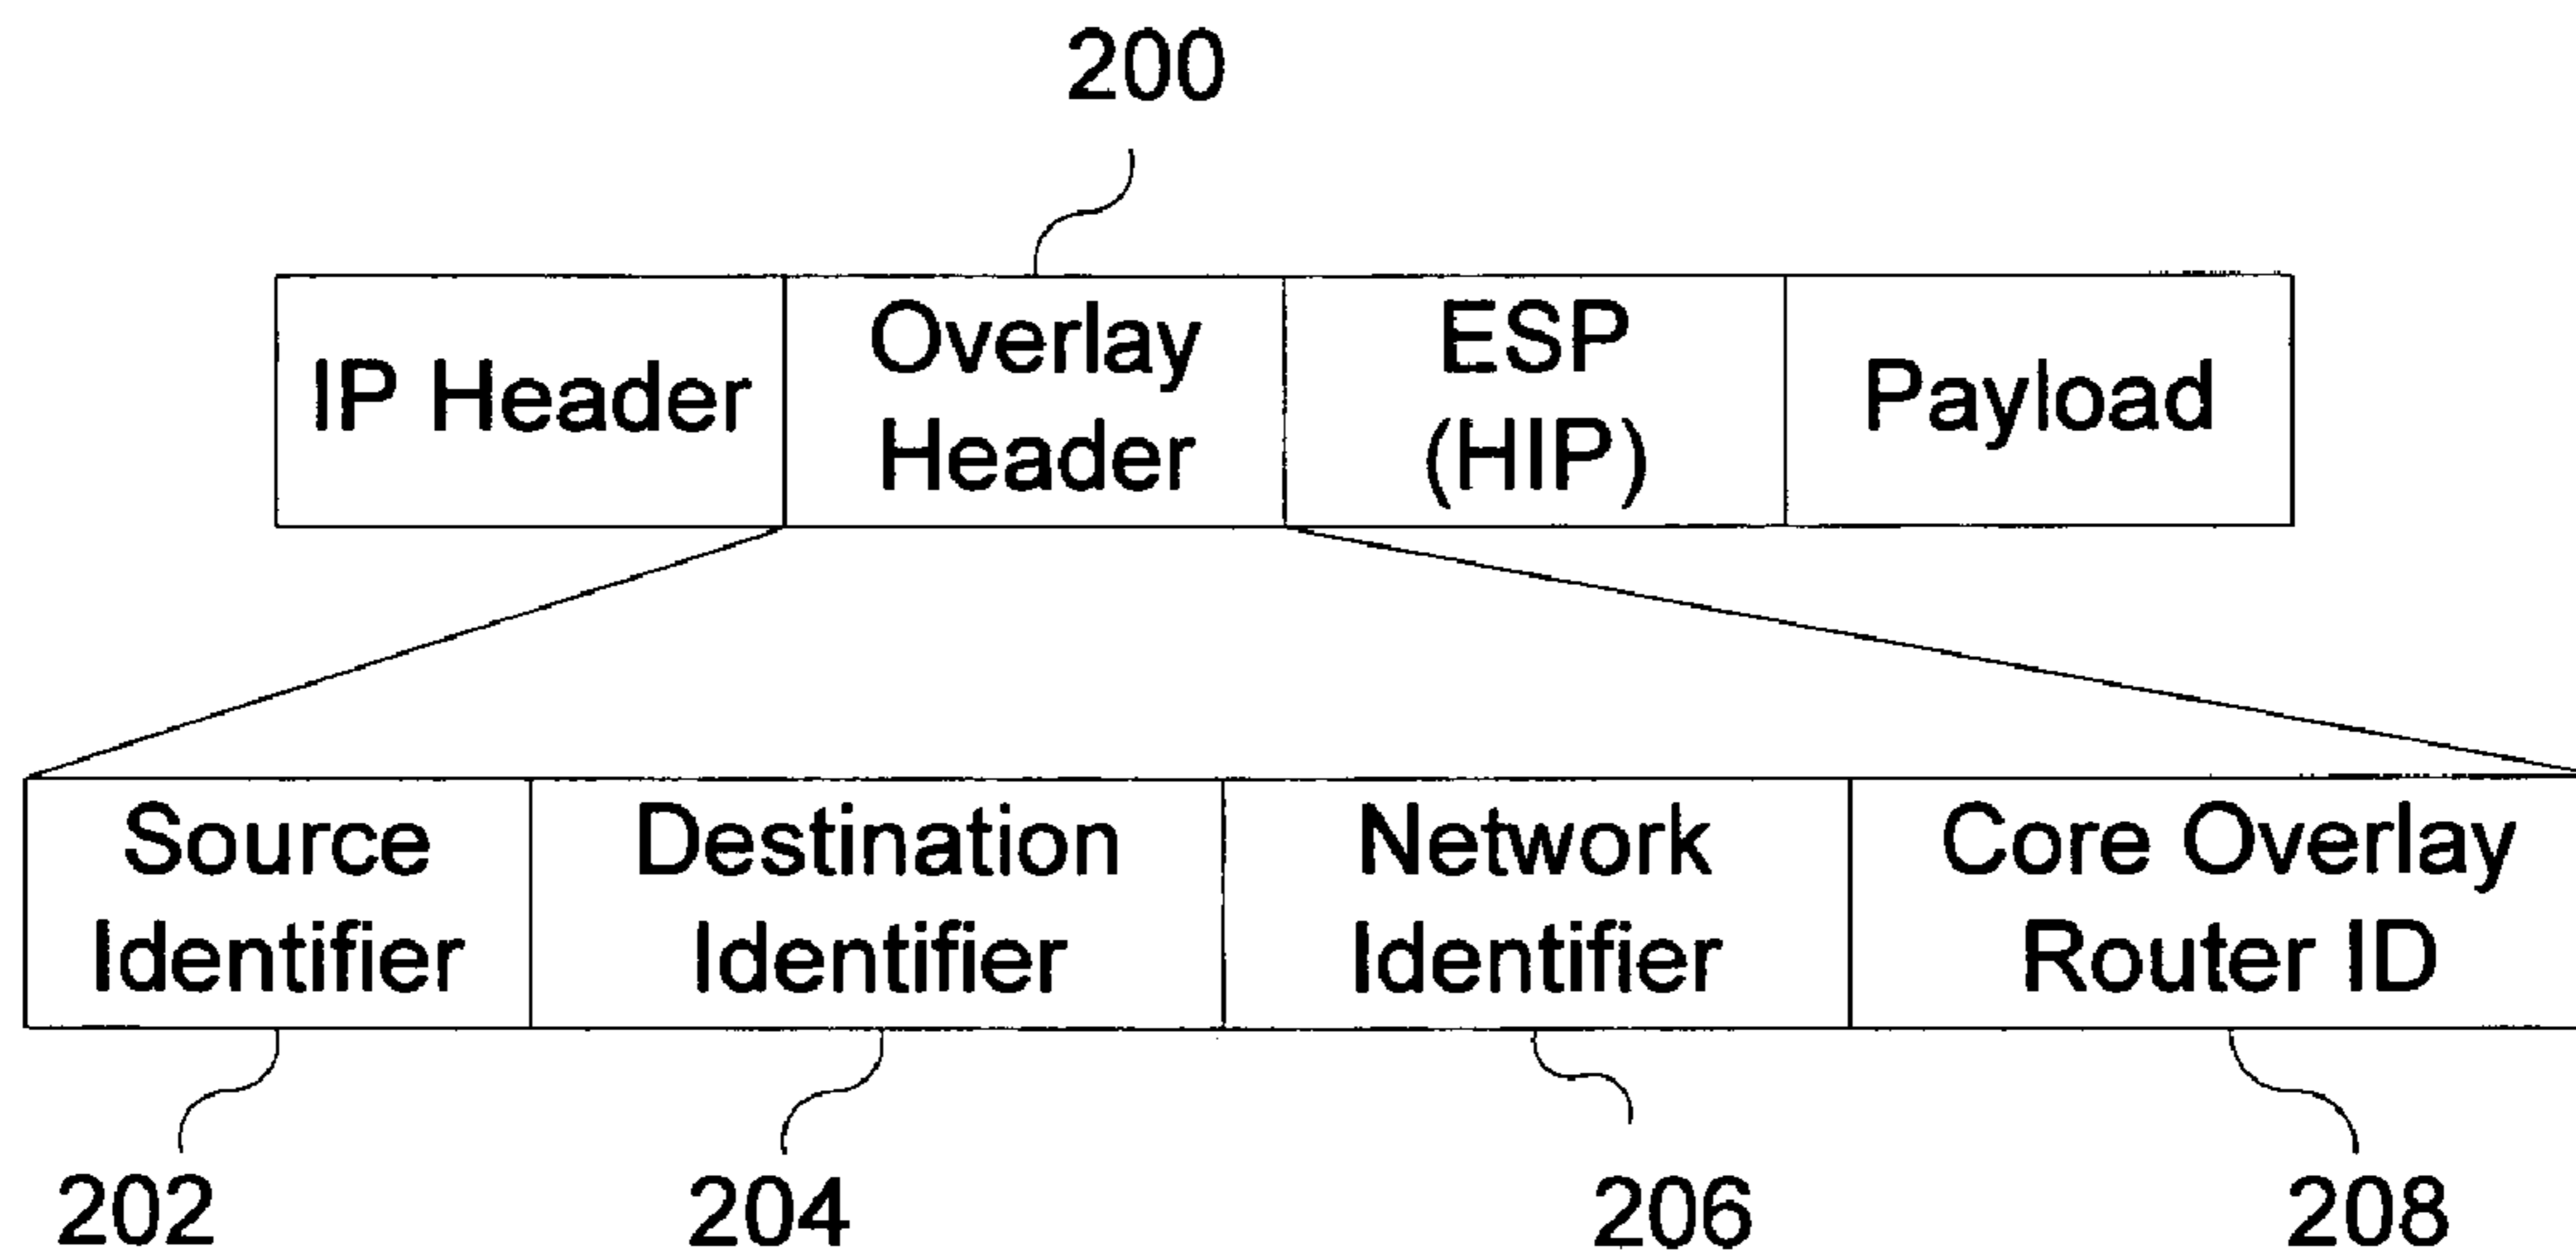 200
IP Header
Overlay
Header
ESP
(HIP)
Payload
Source
Identifier
Destination
Identifier
Network
Identifier
Core Overlay
Router ID
202
204
206
208